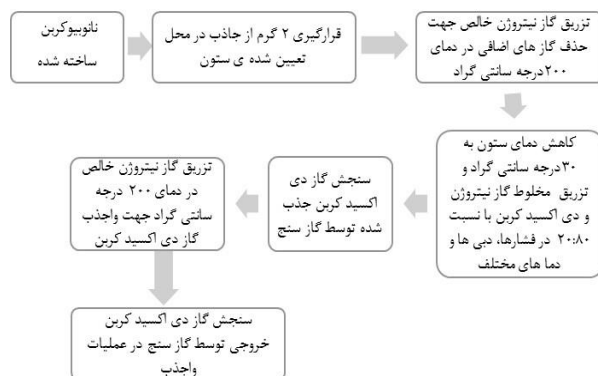 نانوبیوکربن
ساخته شده
قرارگیری ۲ گرم از جاذب در محل
تعیین شده ی ستون
تزریق گاز نیتروژن خالص جهت
حذف گاز های اضافی در دمای
۲۰۰درجه سانتی گراد
کاهش دمای ستون به
۳۰درجه سانتی گراد و
تزریق مخلوط گاز نیتروژن
و دی اکسید کربن با نسبت
۲۰:۸۰ در فشارها، دبی ها و
دما های مختلف
سنجش گاز دی
اکسید کربن جذب
شده توسط گاز سنج
تزریق گاز نیتروژن خالص
در دمای ۲۰۰ درجه
سانتی گراد جهت واجذب
گاز دی اکسید کربن
سنجش گاز دی اکسید کربن
خروجی توسط گاز سنج در عملیات
واجذب